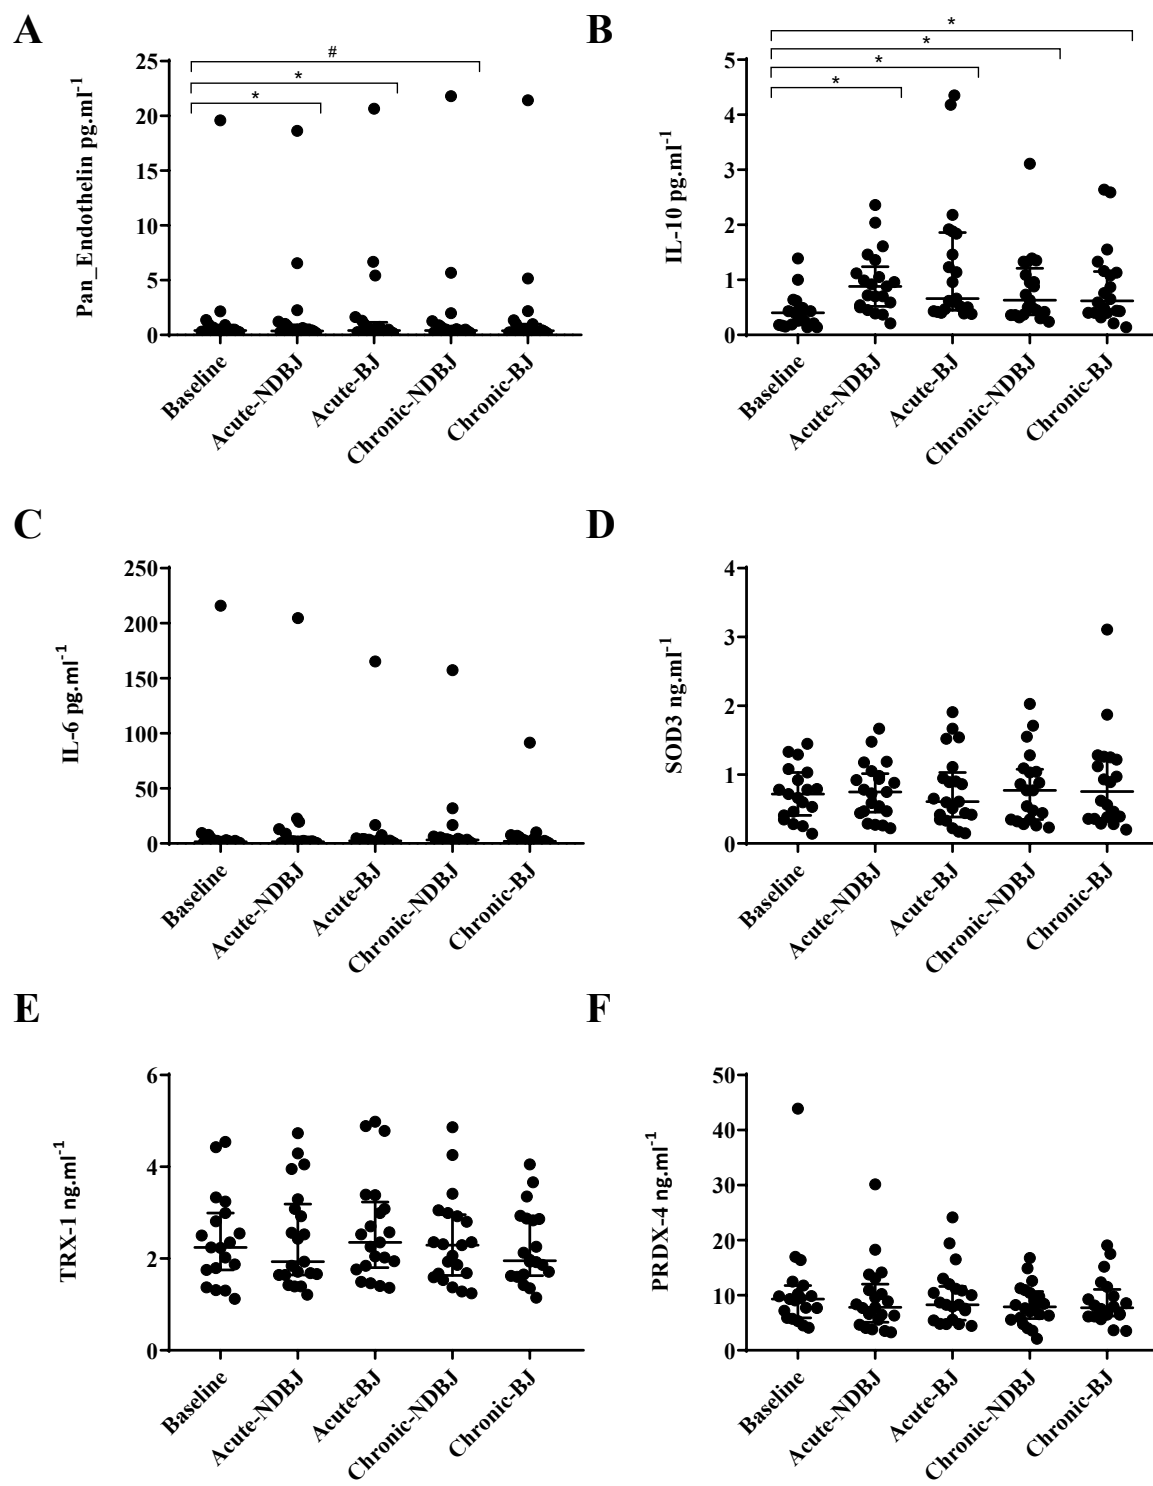 A
Pan_Endothelin pg.ml-1
25
20
15
10
5
0
#
*
*
Baseline
Acute-NDBJ
Acute-BJ
Chronic-NDBJ
Chronic-BJ
B
IL-10 pg.ml-1
5
4
3
2
1
0
*
*
*
*
Baseline
Acute-NDBJ
Acute-BJ
Chronic-NDBJ
Chronic-BJ
C
IL-6 pg.ml-1
250
200
150
100
50
0
Baseline
Acute-NDBJ
Acute-BJ
Chronic-NDBJ
Chronic-BJ
D
SOD3 ng.ml-1
4
3
2
1
0
Baseline
Acute-NDBJ
Acute-BJ
Chronic-NDBJ
Chronic-BJ
E
TRX-1 ng.ml-1
6
4
2
0
Baseline
Acute-NDBJ
Acute-BJ
Chronic-NDBJ
Chronic-BJ
F
PRDX-4 ng.ml-1
50
40
30
20
10
0
Baseline
Acute-NDBJ
Acute-BJ
Chronic-NDBJ
Chronic-BJ